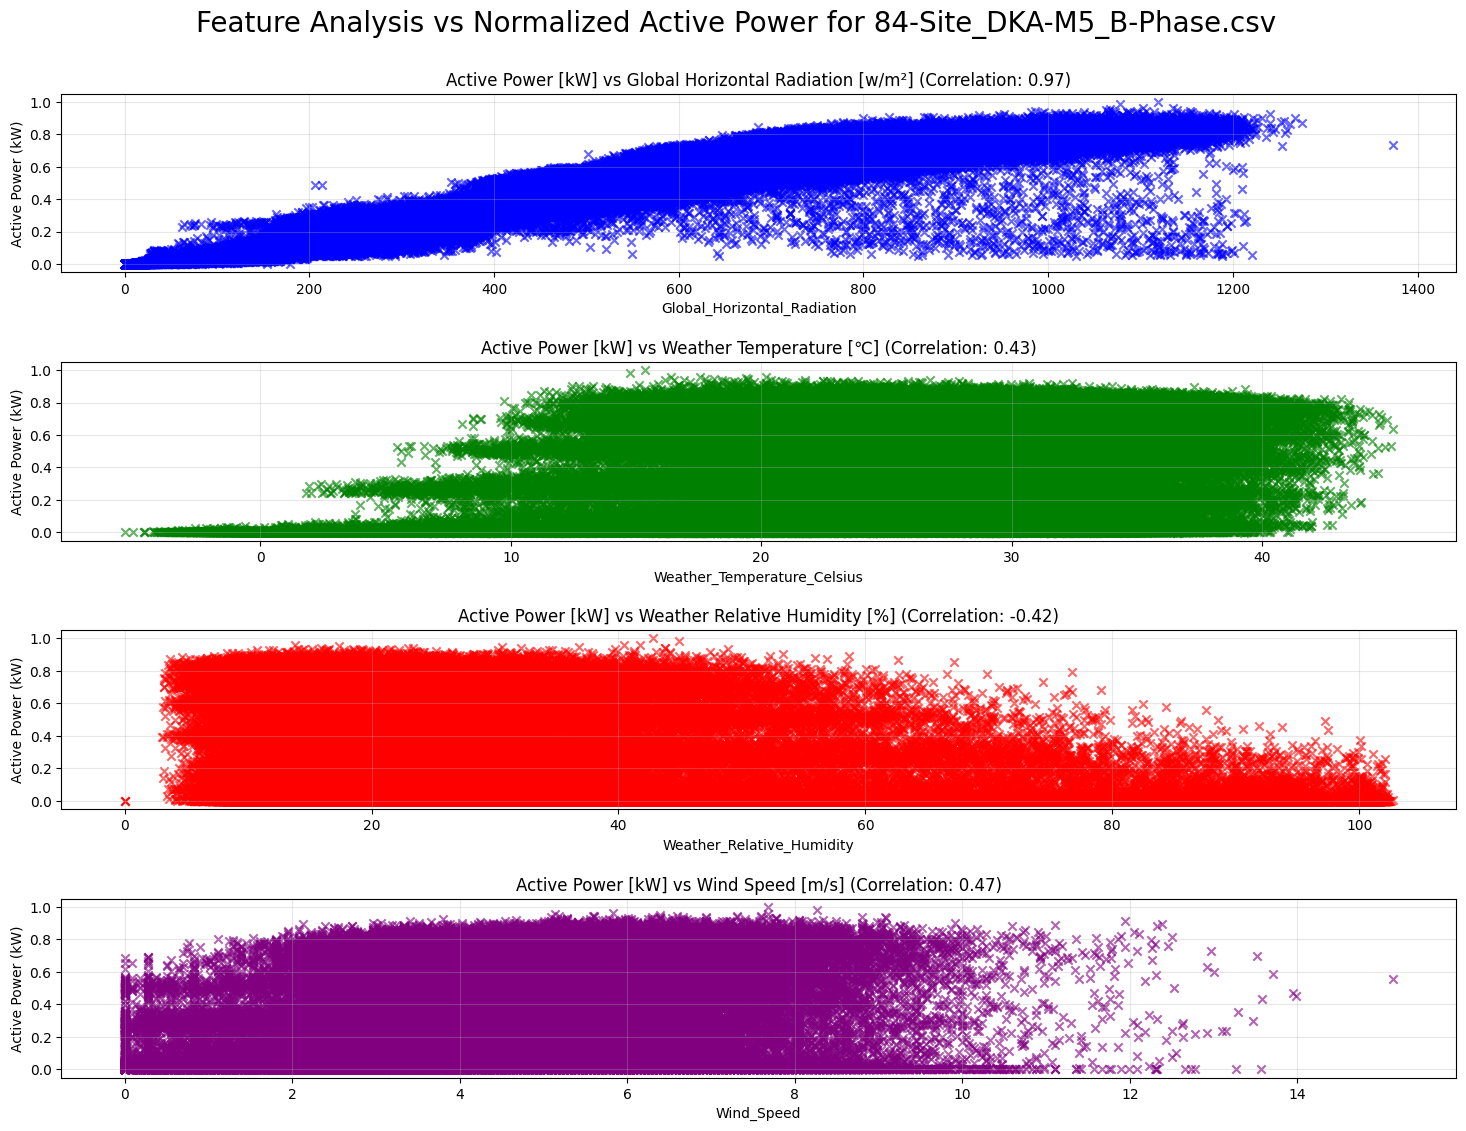 Feature Analysis vs Normalized Active Power for 84-Site_DKA-M5_B-Phase.csv
Active Power [kW] vs Global Horizontal Radiation [w/m²] (Correlation: 0.97)
Active Power (kW)
1.0
0.8
0.6
0.4
0.2
0.0
0 200 400 600 800 1000 1200 1400
Global_Horizontal_Radiation
Active Power [kW] vs Weather Temperature [℃] (Correlation: 0.43)
Active Power (kW)
1.0
0.8
0.6
0.4
0.2
0.0
0 10 20 30 40
Weather_Temperature_Celsius
Active Power [kW] vs Weather Relative Humidity [%] (Correlation: -0.42)
Active Power (kW)
1.0
0.8
0.6
0.4
0.2
0.0
0 20 40 60 80 100
Weather_Relative_Humidity
Active Power [kW] vs Wind Speed [m/s] (Correlation: 0.47)
Active Power (kW)
1.0
0.8
0.6
0.4
0.2
0.0
0 2 4 6 8 10 12 14
Wind_Speed